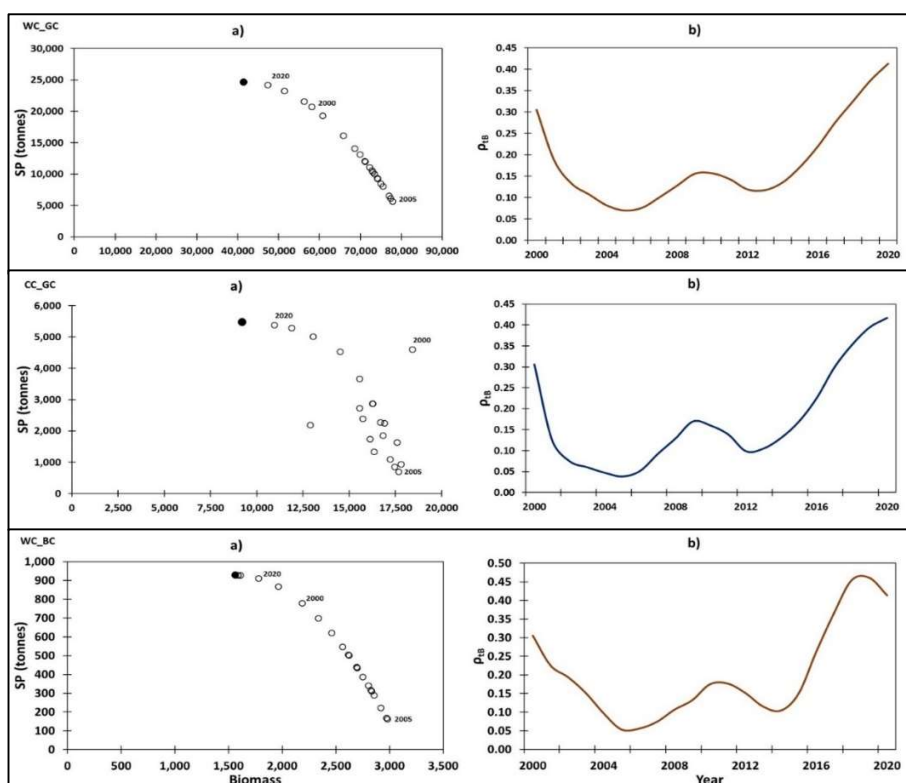 WC_GC
a)
b)
SP (tonnes)
30,000
25,000
20,000
15,000
10,000
5,000
0
2020
2000
2005
0 10,000 20,000 30,000 40,000 50,000 60,000 70,000 80,000 90,000
ρtB
0.45
0.40
0.35
0.30
0.25
0.20
0.15
0.10
0.05
0.00
2000 2004 2008 2012 2016 2020
CC_GC
a)
b)
SP (tonnes)
6,000
5,000
4,000
3,000
2,000
1,000
0
2020
2000
2005
0 2,500 5,000 7,500 10,000 12,500 15,000 17,500 20,000
ρtB
0.45
0.40
0.35
0.30
0.25
0.20
0.15
0.10
0.05
0.00
2000 2004 2008 2012 2016 2020
WC_BC
a)
b)
SP (tonnes)
1,000
900
800
700
600
500
400
300
200
100
0
2020
2000
2005
0 500 1,000 1,500 2,000 2,500 3,000 3,500
Biomass
ρtB
0.50
0.45
0.40
0.35
0.30
0.25
0.20
0.15
0.10
0.05
0.00
2000 2004 2008 2012 2016 2020
Year